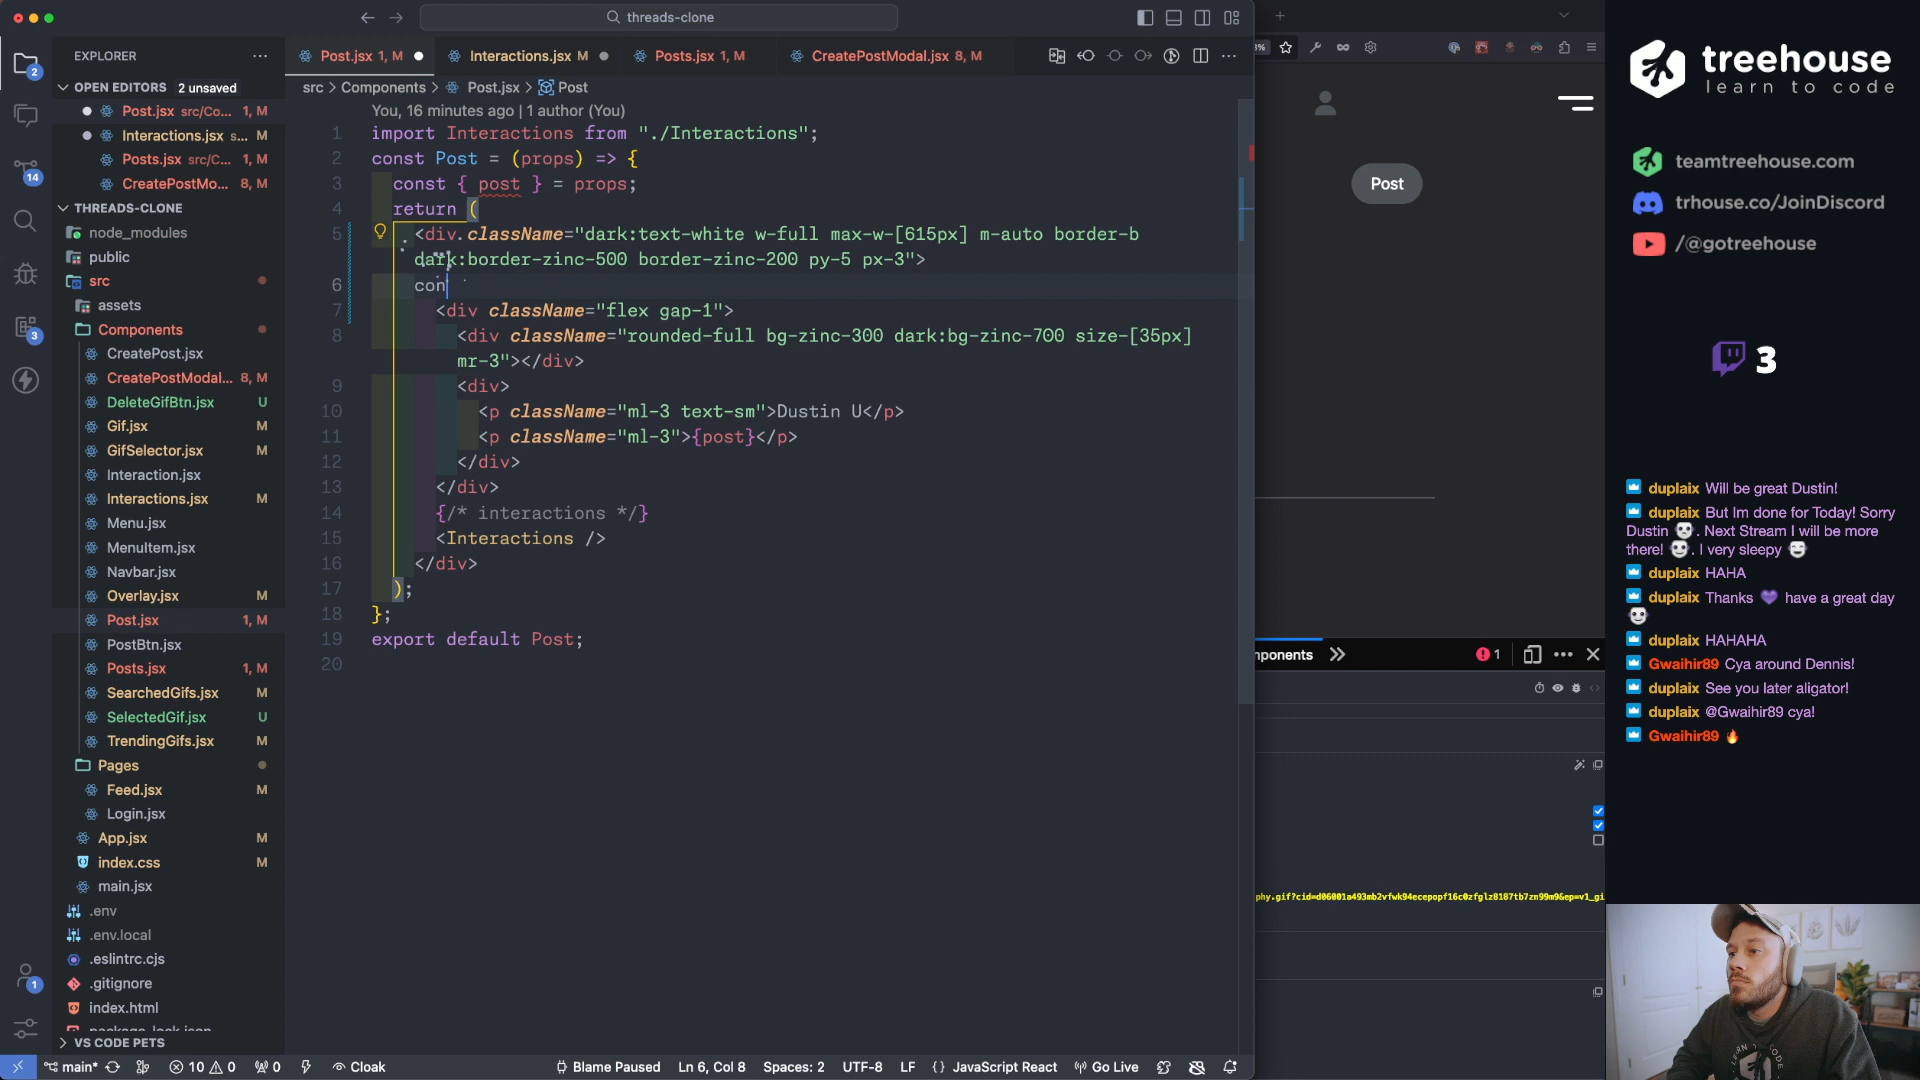 threads-clone
EXPLORER
OPEN EDITORS 2 unsaved
Post.jsx src/Co... 1, M
Interactions.jsx s... M
Posts.jsx src/C... 1, M
CreatePostMo... 8, M
THREADS-CLONE
node_modules
public
src
assets
Components
CreatePost.jsx
CreatePostModal... 8, M
DeleteGifBtn.jsx U
Gif.jsx M
GifSelector.jsx M
Interaction.jsx
Interactions.jsx M
Menu.jsx
MenuItem.jsx
Navbar.jsx
Overlay.jsx M
Post.jsx 1, M
PostBtn.jsx
Posts.jsx 1, M
SearchedGifs.jsx M
SelectedGif.jsx U
TrendingGifs.jsx M
Pages
Feed.jsx M
Login.jsx
App.jsx M
index.css M
main.jsx
.env
.env.local
.eslintrc.cjs
.gitignore
index.html
VS CODE PETS
2
14
3
1
Post.jsx 1, M
Interactions.jsx M
Posts.jsx 1, M
CreatePostModal.jsx 8, M
src > Components > Post.jsx > Post
You, 16 minutes ago | 1 author (You)
1 import Interactions from "./Interactions";
2 const Post = (props) => {
3 const { post } = props;
4 return (
5 <div className="dark:text-white w-full max-w-[615px] m-auto border-b
dark:border-zinc-500 border-zinc-200 py-5 px-3">
6 con
7 <div className="flex gap-1">
8 <div className="rounded-full bg-zinc-300 dark:bg-zinc-700 size-[35px]
mr-3"></div>
9 <div>
10 <p className="ml-3 text-sm">Dustin U</p>
11 <p className="ml-3">{post}</p>
12 </div>
13 </div>
14 {/* interactions */}
15 <Interactions />
16 </div>
17 );
18 };
19 export default Post;
20
main* 10 0 0 Cloak
Blame Paused Ln 6, Col 8 Spaces: 2 UTF-8 LF {} JavaScript React Go Live
Post
ponents
1
phy.gif?cid=d06001a493mb2vfwk94ecepopf16c0zfglz8187tb7zn99m9&ep=v1_gi
treehouse
learn to code
teamtreehouse.com
trhouse.co/JoinDiscord
/@gotreehouse
3
duplaix Will be great Dustin!
duplaix But Im done for Today! Sorry
Dustin . Next Stream I will be more
there! . I very sleepy
duplaix HAHA
duplaix Thanks 💜 have a great day
duplaix HAHAHA
Gwaihir89 Cya around Dennis!
duplaix See you later aligator!
duplaix @Gwaihir89 cya!
Gwaihir89 🔥